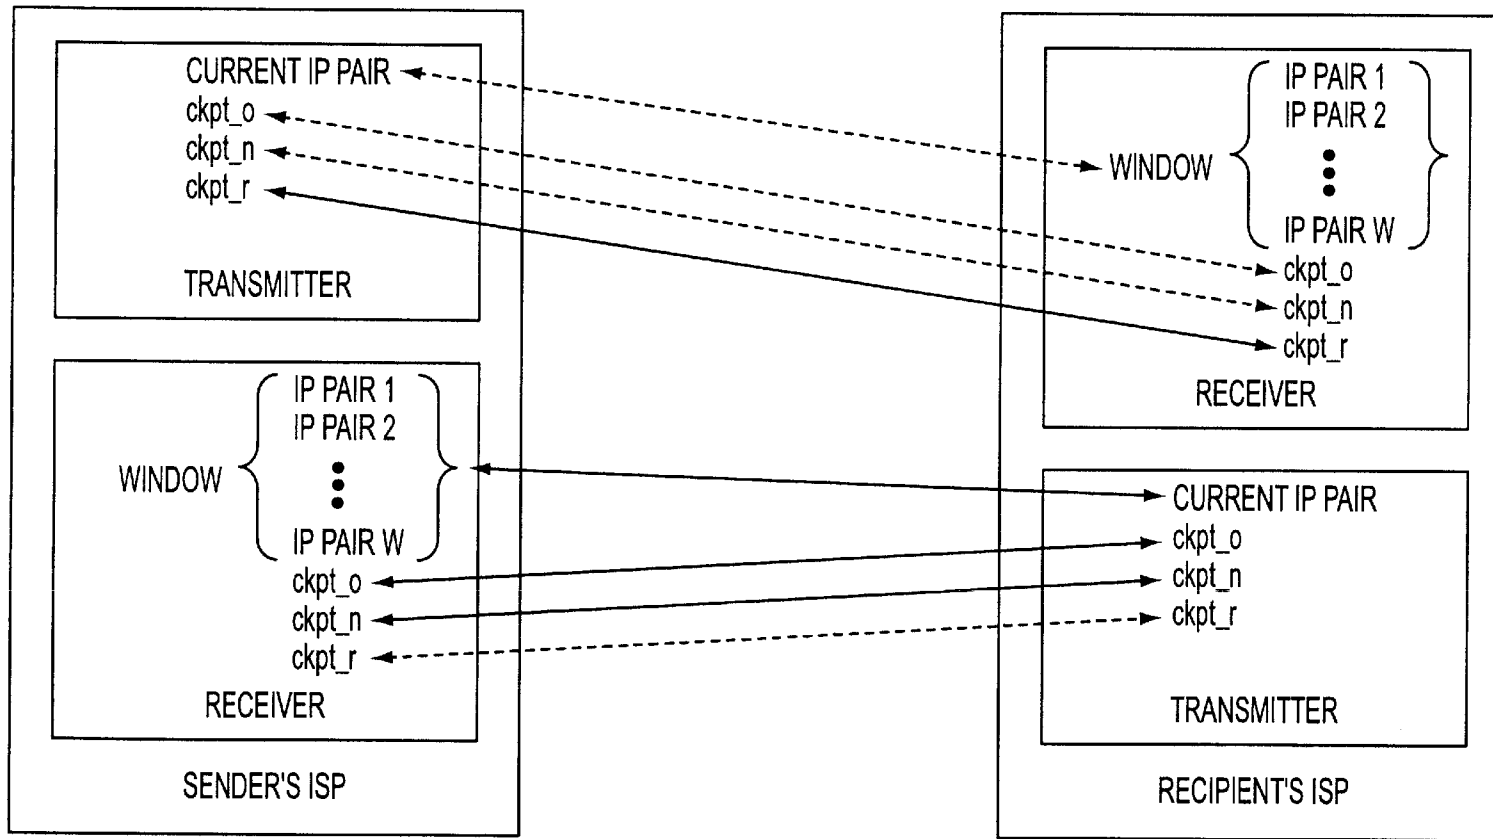 CURRENT IP PAIR
ckpt_o
ckpt_n
ckpt_r
TRANSMITTER
WINDOW
IP PAIR 1
IP PAIR 2
IP PAIR W
ckpt_o
ckpt_n
ckpt_r
RECEIVER
SENDER'S ISP
IP PAIR 1
IP PAIR 2
WINDOW
IP PAIR W
ckpt_o
ckpt_n
ckpt_r
RECEIVER
CURRENT IP PAIR
ckpt_o
ckpt_n
ckpt_r
TRANSMITTER
RECIPIENT'S ISP